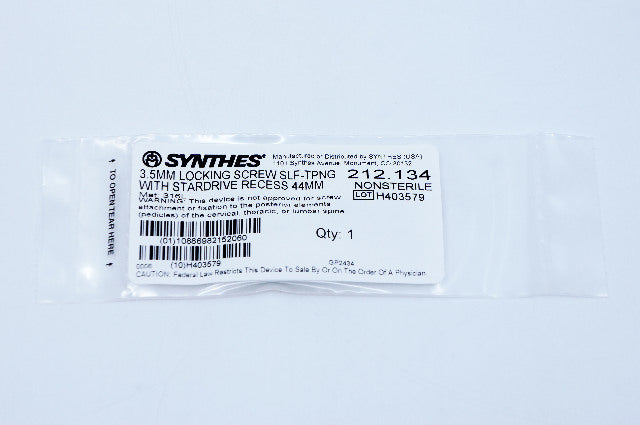 SYNTHES®
Manufactured or Distributed by SYNTHES (USA)
1101 Synthes Avenue, Monument, CO 80132
3.5MM LOCKING SCREW SLF-TPNG
WITH STARDRIVE RECESS 44MM
212.134
NONSTERILE
LOT H403579
Mat: 316L
WARNING: This device is not approved for screw
attachment or fixation to the posterior elements
(pedicles) of the cervical, thoracic, or lumbar spine.
(01)10886982152060
Qty: 1
(10)H403579
GP2434
CAUTION: Federal Law Restricts This Device To Sale By Or On The Order Of A Physician.
↑ TO OPEN TEAR HERE ↑